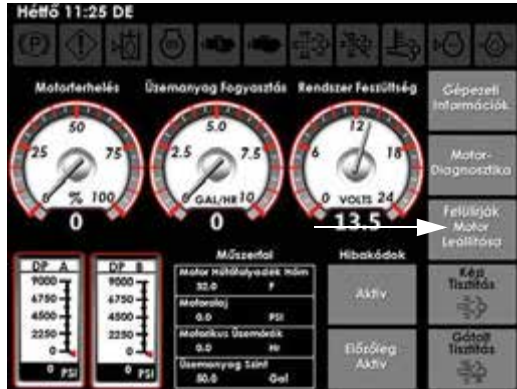 Hétfő 11:25 DE
Motorterhelés
Üzemanyag Fogyasztás
Rendszer Feszültség
0 25 50 75 100
%
0
0 2.5 5.0 7.5 10
GAL/HR
0
0 6 12 18 24
VOLTS
13.5
Gépezeti
Információk
Motor-
Diagnosztika
Felülírják
Motor
Leállítása
Kézi
Tisztítás
Gátolt
Tisztítás
DP A
9000
6750
4500
2250
0
0 PSI
DP B
9000
6750
4500
2250
0
0 PSI
Műszerfal
Motor Hűtőfolyadék Hőm
32.0 F
Motorolaj
0.0 PSI
Motorikus Üzemórák
0.0 Hr
Üzemanyag Szint
50.0 Gal
Hibakódok
Aktív
Előzőleg
Aktív